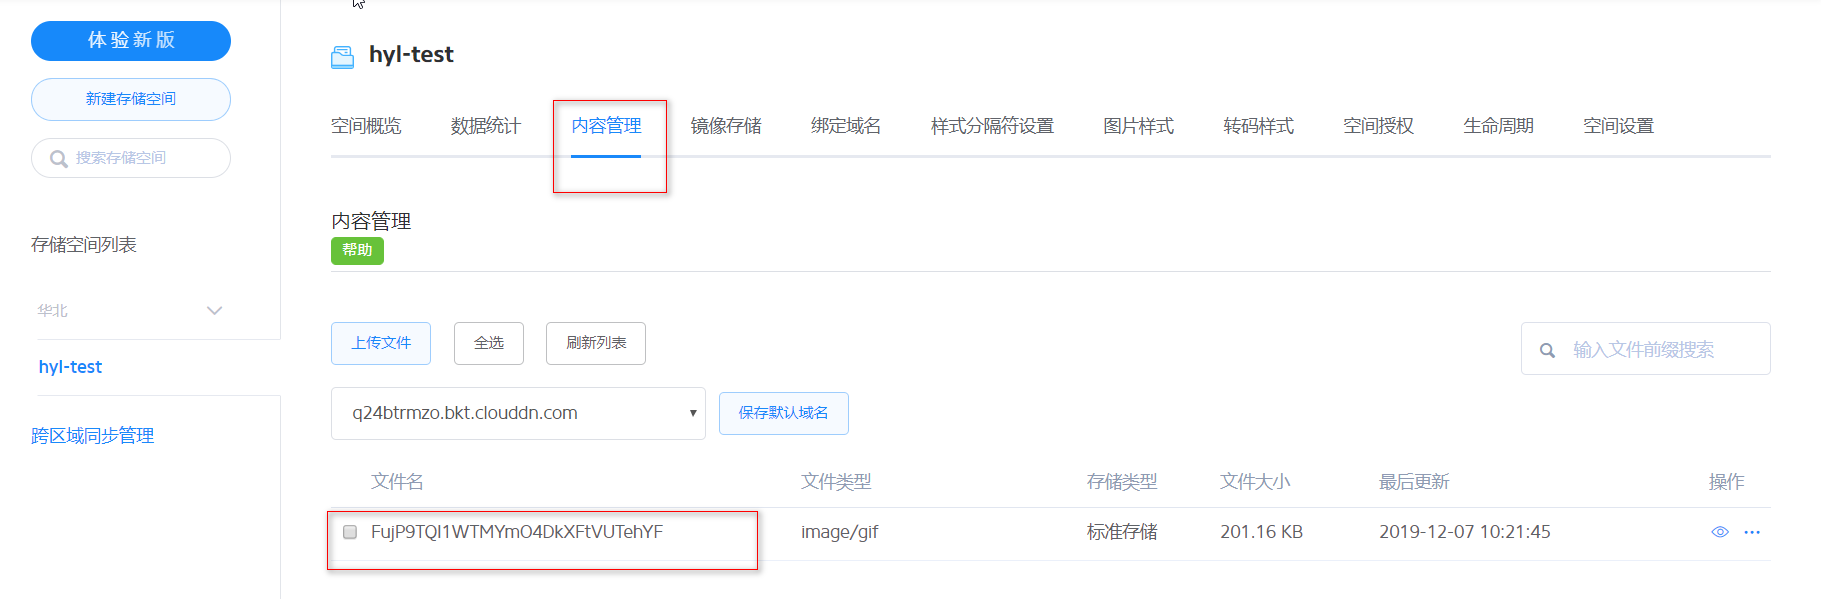 体验新版
新建存储空间
搜索存储空间
存储空间列表
华北
hyl-test
跨区域同步管理
hyl-test
空间概览 数据统计 内容管理 镜像存储 绑定域名 样式分隔符设置 图片样式 转码样式 空间授权 生命周期 空间设置
内容管理
帮助
上传文件 全选 刷新列表 输入文件前缀搜索
q24btrmzo.bkt.clouddn.com 保存默认域名
文件名 文件类型 存储类型 文件大小 最后更新 操作
FujP9TQI1WTMYmO4DkXFtVUTehYF image/gif 标准存储 201.16 KB 2019-12-07 10:21:45